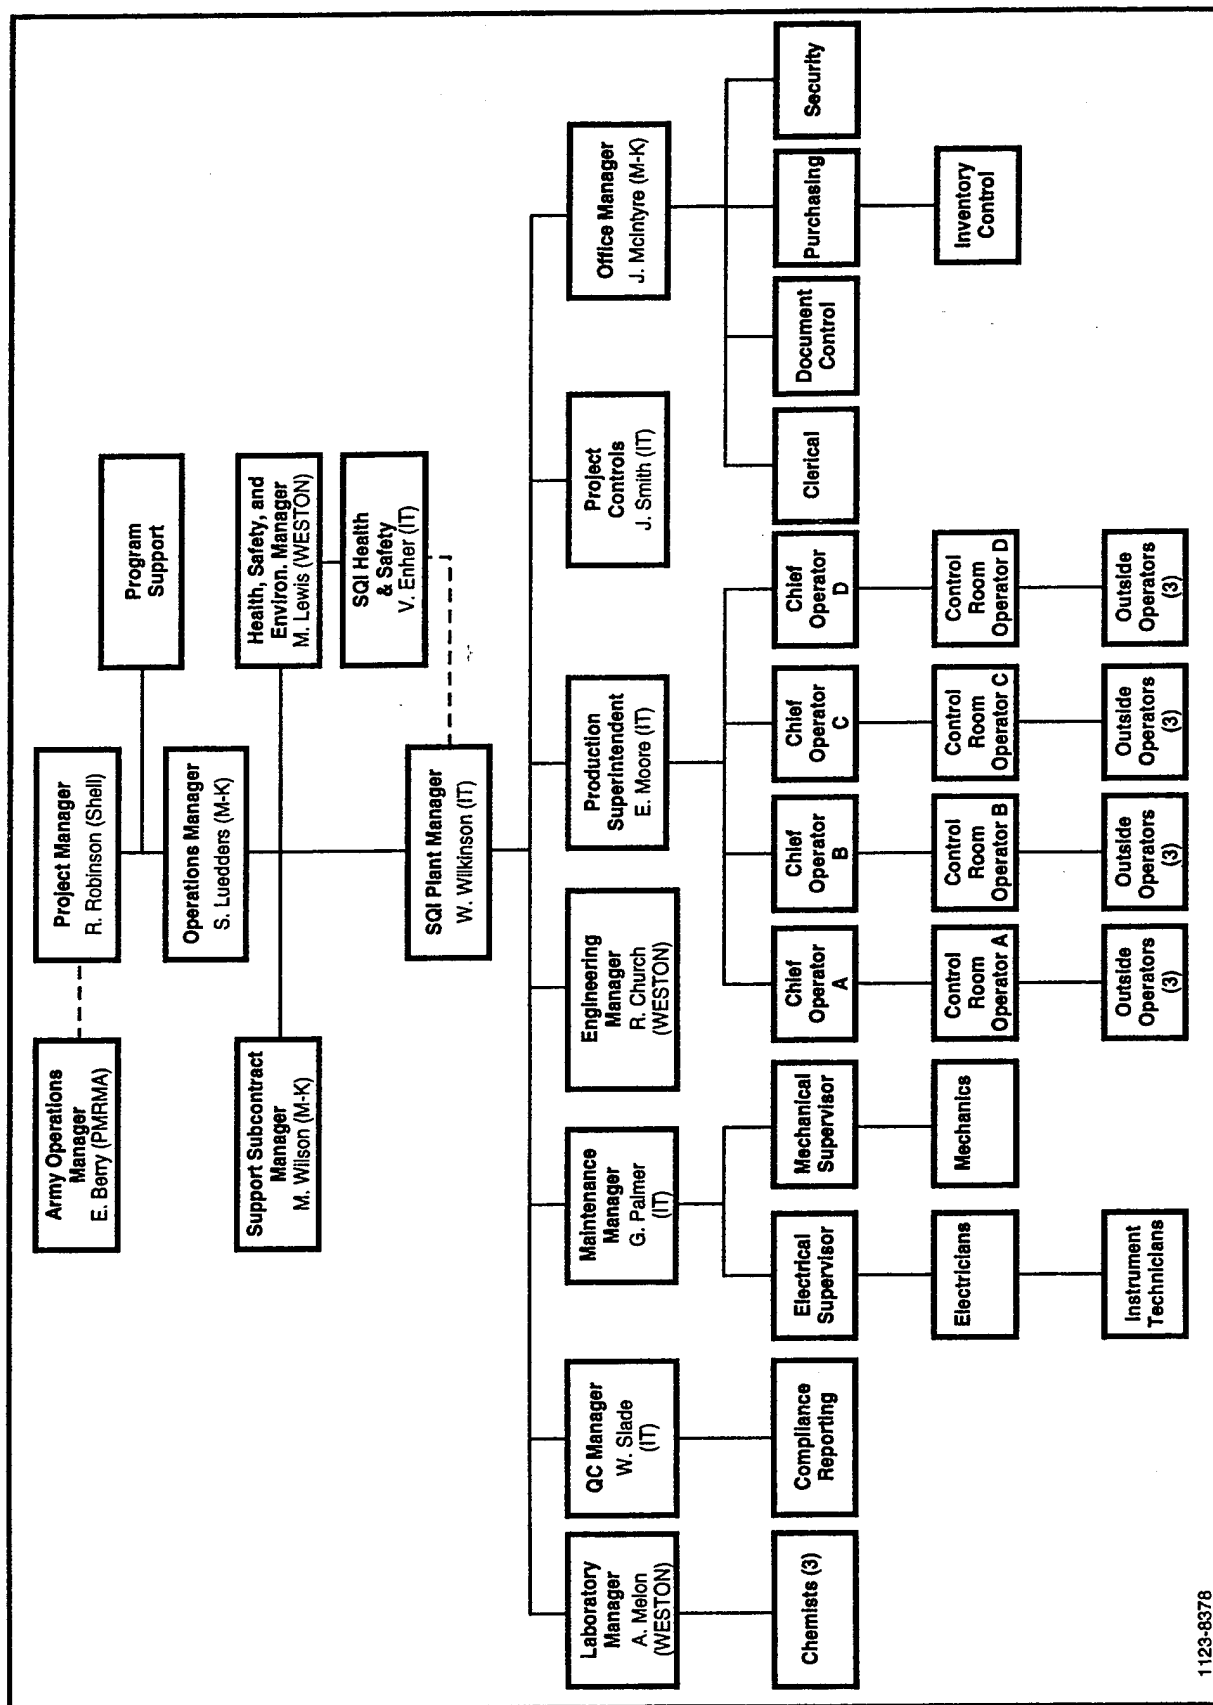 Army Operations
Manager
E. Berry (PMRMA)
Project Manager
R. Robinson (Shell)
Program
Support
Operations Manager
S. Luedders (M-K)
Support Subcontract
Manager
M. Wilson (M-K)
Health, Safety, and
Environ. Manager
M. Lewis (WESTON)
SQI Health
& Safety
V. Enher (IT)
SQI Plant Manager
W. Wilkinson (IT)
Laboratory
Manager
A. Melon
(WESTON)
QC Manager
W. Slade
(IT)
Maintenance
Manager
G. Palmer
(IT)
Engineering
Manager
R. Church
(WESTON)
Production
Superintendent
E. Moore (IT)
Project
Controls
J. Smith (IT)
Office Manager
J. McIntyre (M-K)
Chemists (3)
Compliance
Reporting
Electrical
Supervisor
Mechanical
Supervisor
Chief
Operator
A
Chief
Operator
B
Chief
Operator
C
Chief
Operator
D
Clerical
Document
Control
Purchasing
Security
Electricians
Mechanics
Control
Room
Operator A
Control
Room
Operator B
Control
Room
Operator C
Control
Room
Operator D
Inventory
Control
Instrument
Technicians
Outside
Operators
(3)
Outside
Operators
(3)
Outside
Operators
(3)
Outside
Operators
(3)
1123-8378